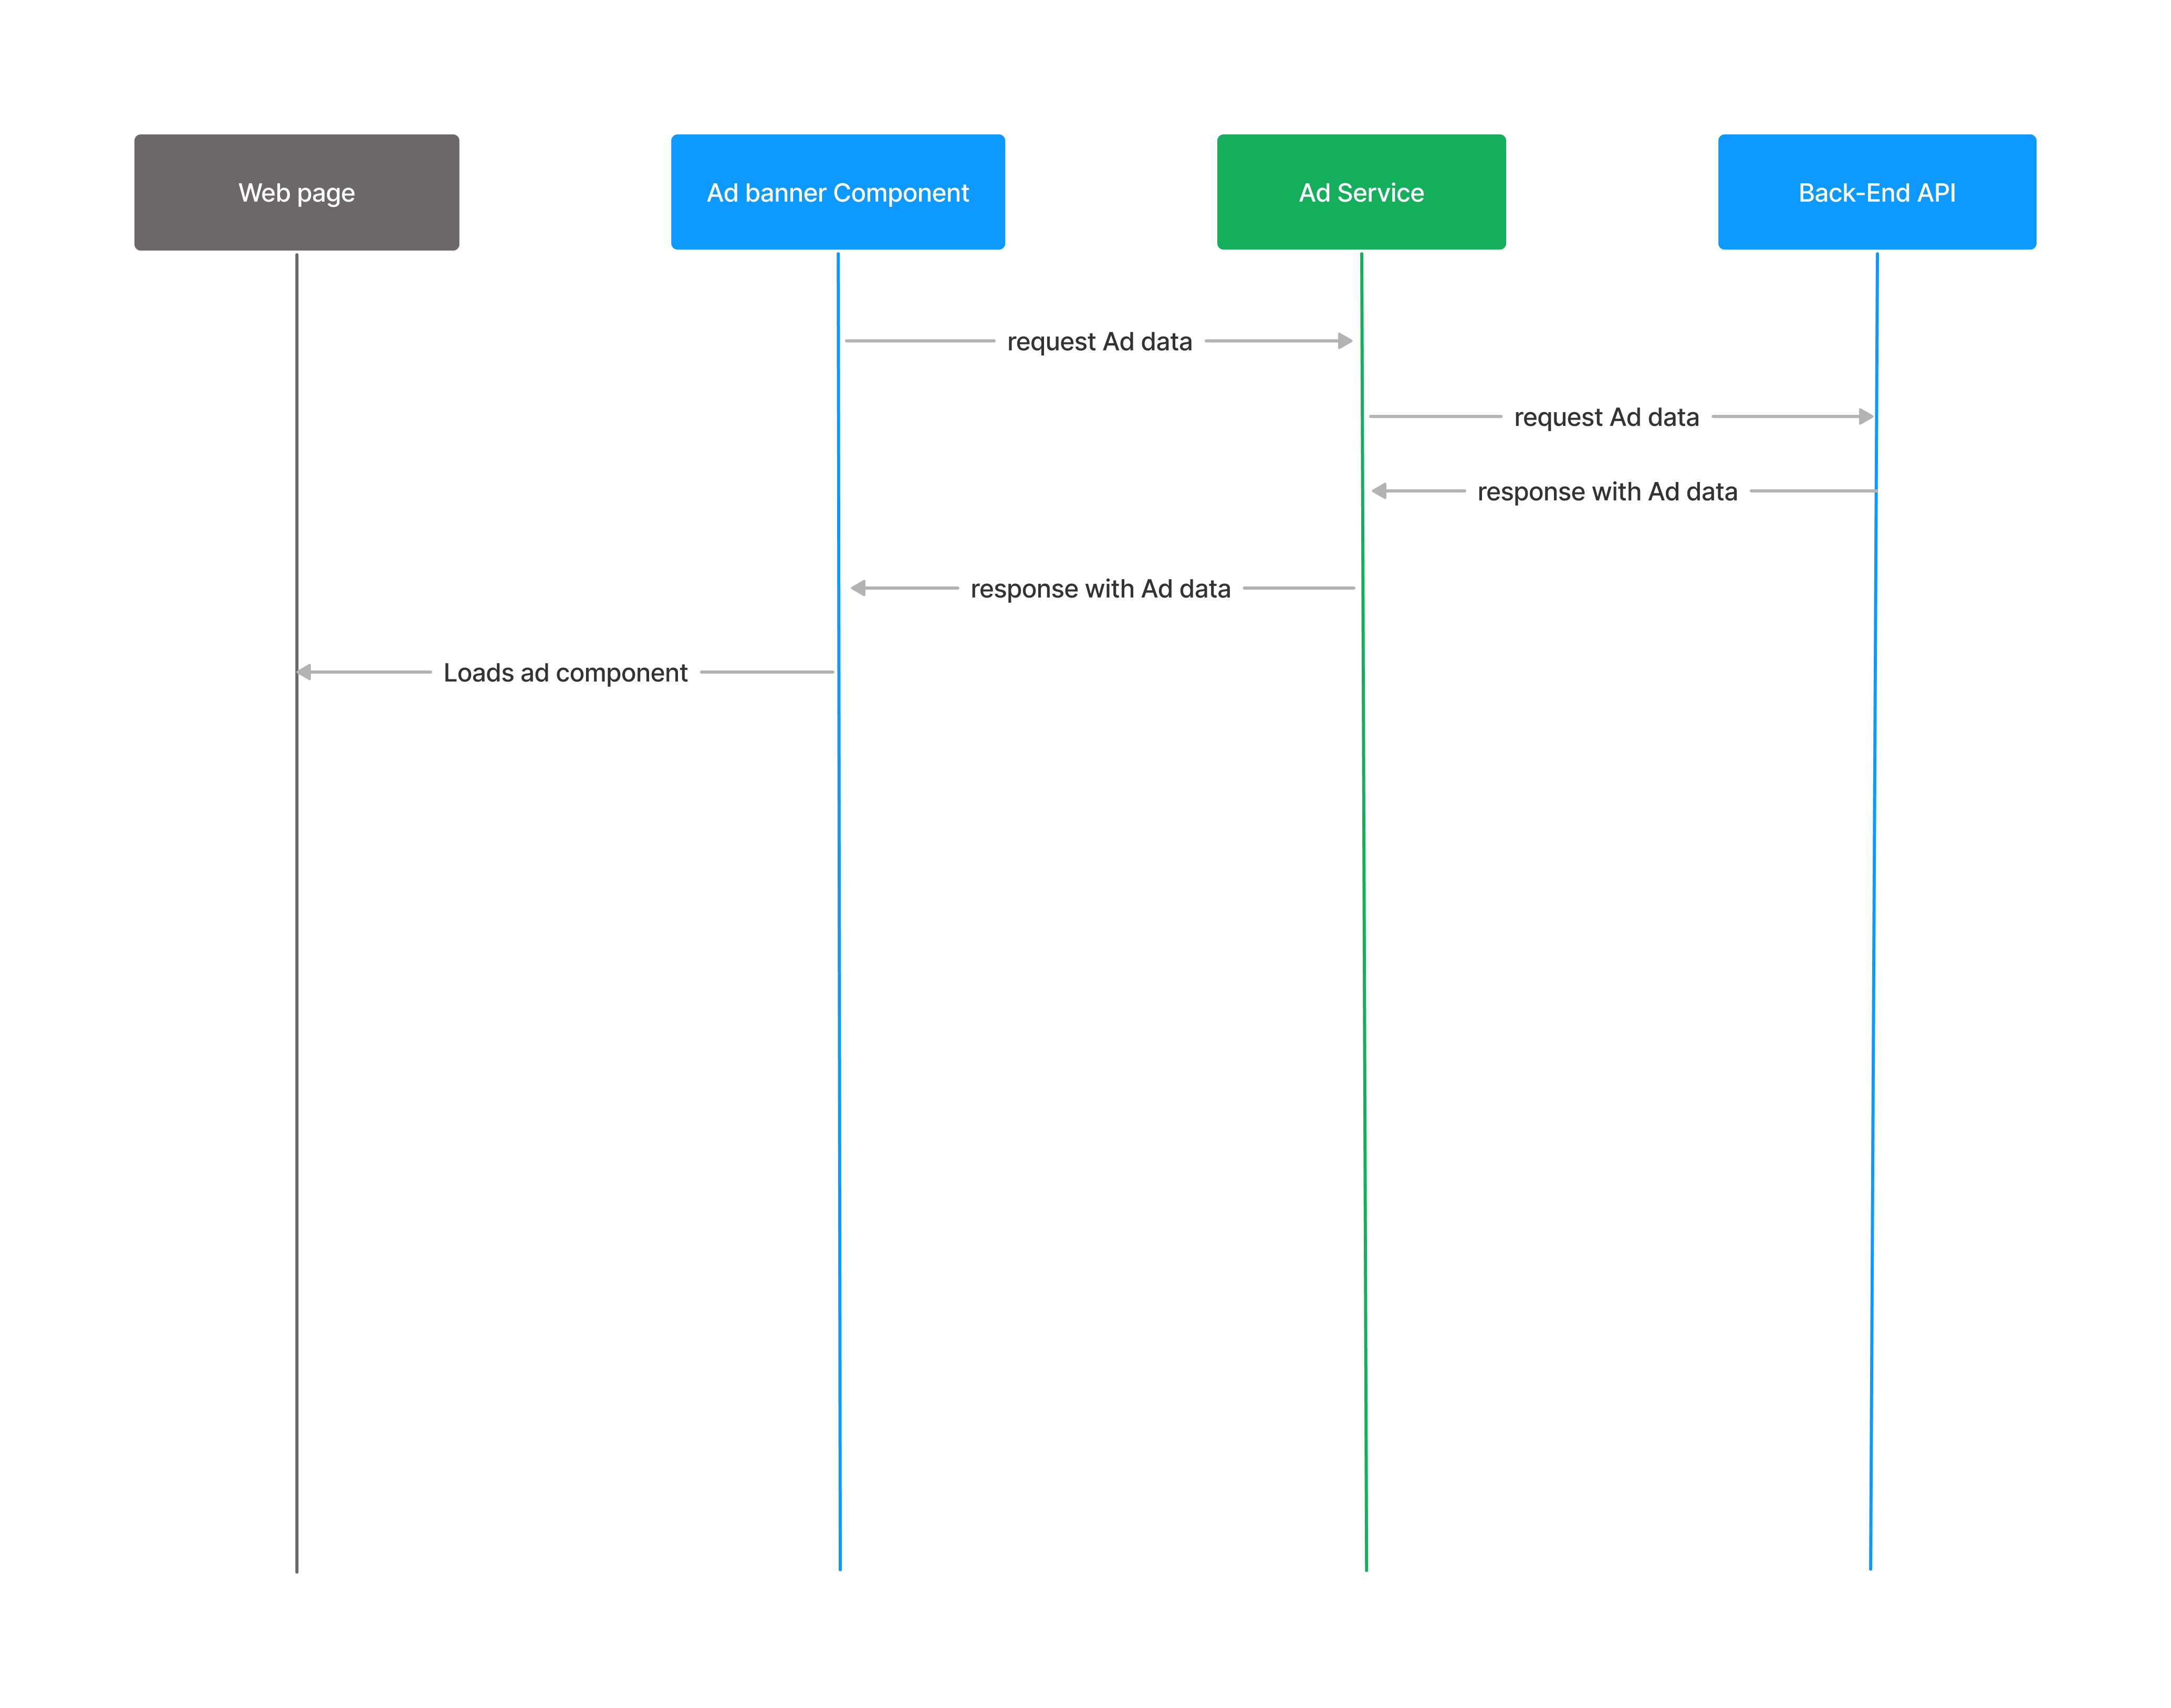 Web page
Ad banner Component
Ad Service
Back-End API
request Ad data
request Ad data
response with Ad data
response with Ad data
Loads ad component